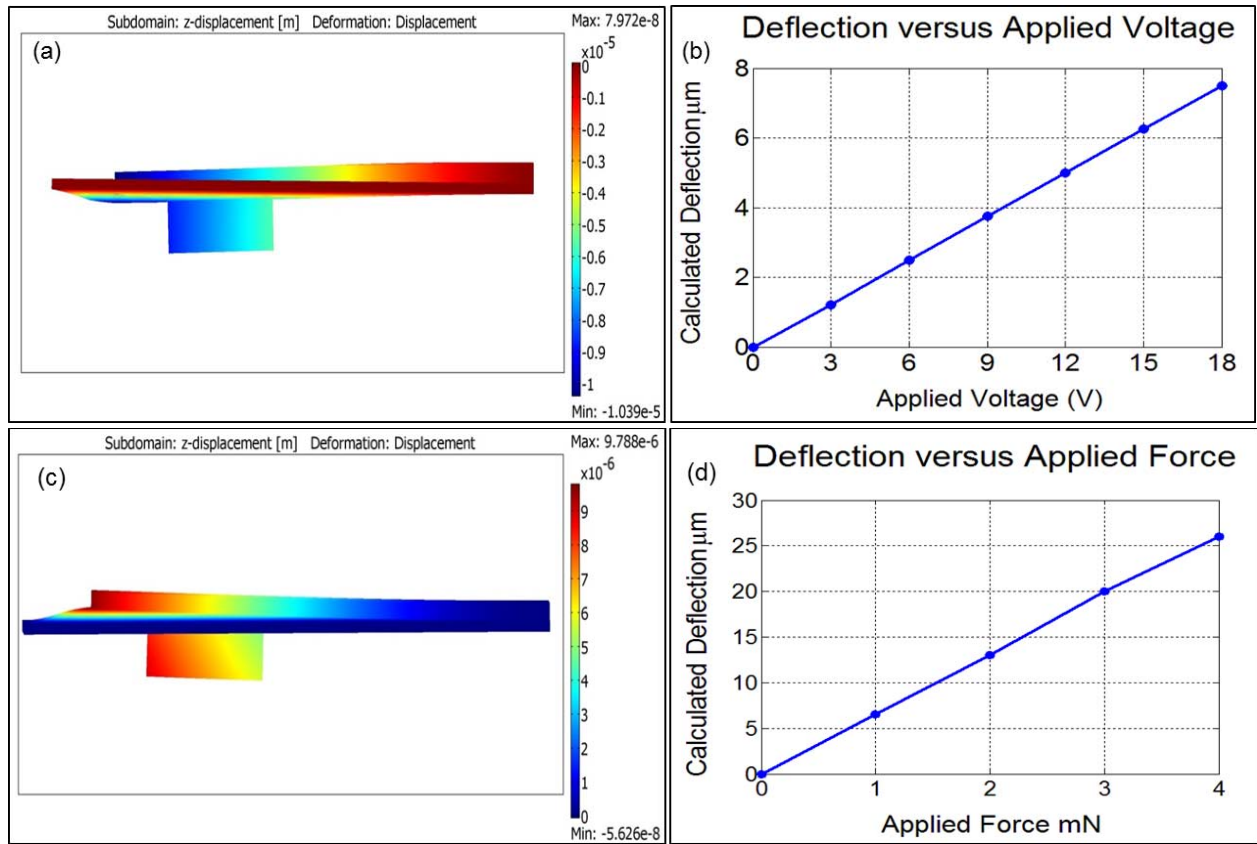 Subdomain: z-displacement [m] Deformation: Displacement
Max: 7.972e-8
(a)
×10⁻⁵
0
-0.1
-0.2
-0.3
-0.4
-0.5
-0.6
-0.7
-0.8
-0.9
-1
Min: -1.039e-5
(b)
Deflection versus Applied Voltage
Calculated Deflection μm
8
6
4
2
0
0 3 6 9 12 15 18
Applied Voltage (V)
Subdomain: z-displacement [m] Deformation: Displacement
Max: 9.788e-6
(c)
×10⁻⁶
9
8
7
6
5
4
3
2
1
0
Min: -5.626e-8
(d)
Deflection versus Applied Force
Calculated Deflection μm
30
25
20
15
10
5
0
0 1 2 3 4
Applied Force mN